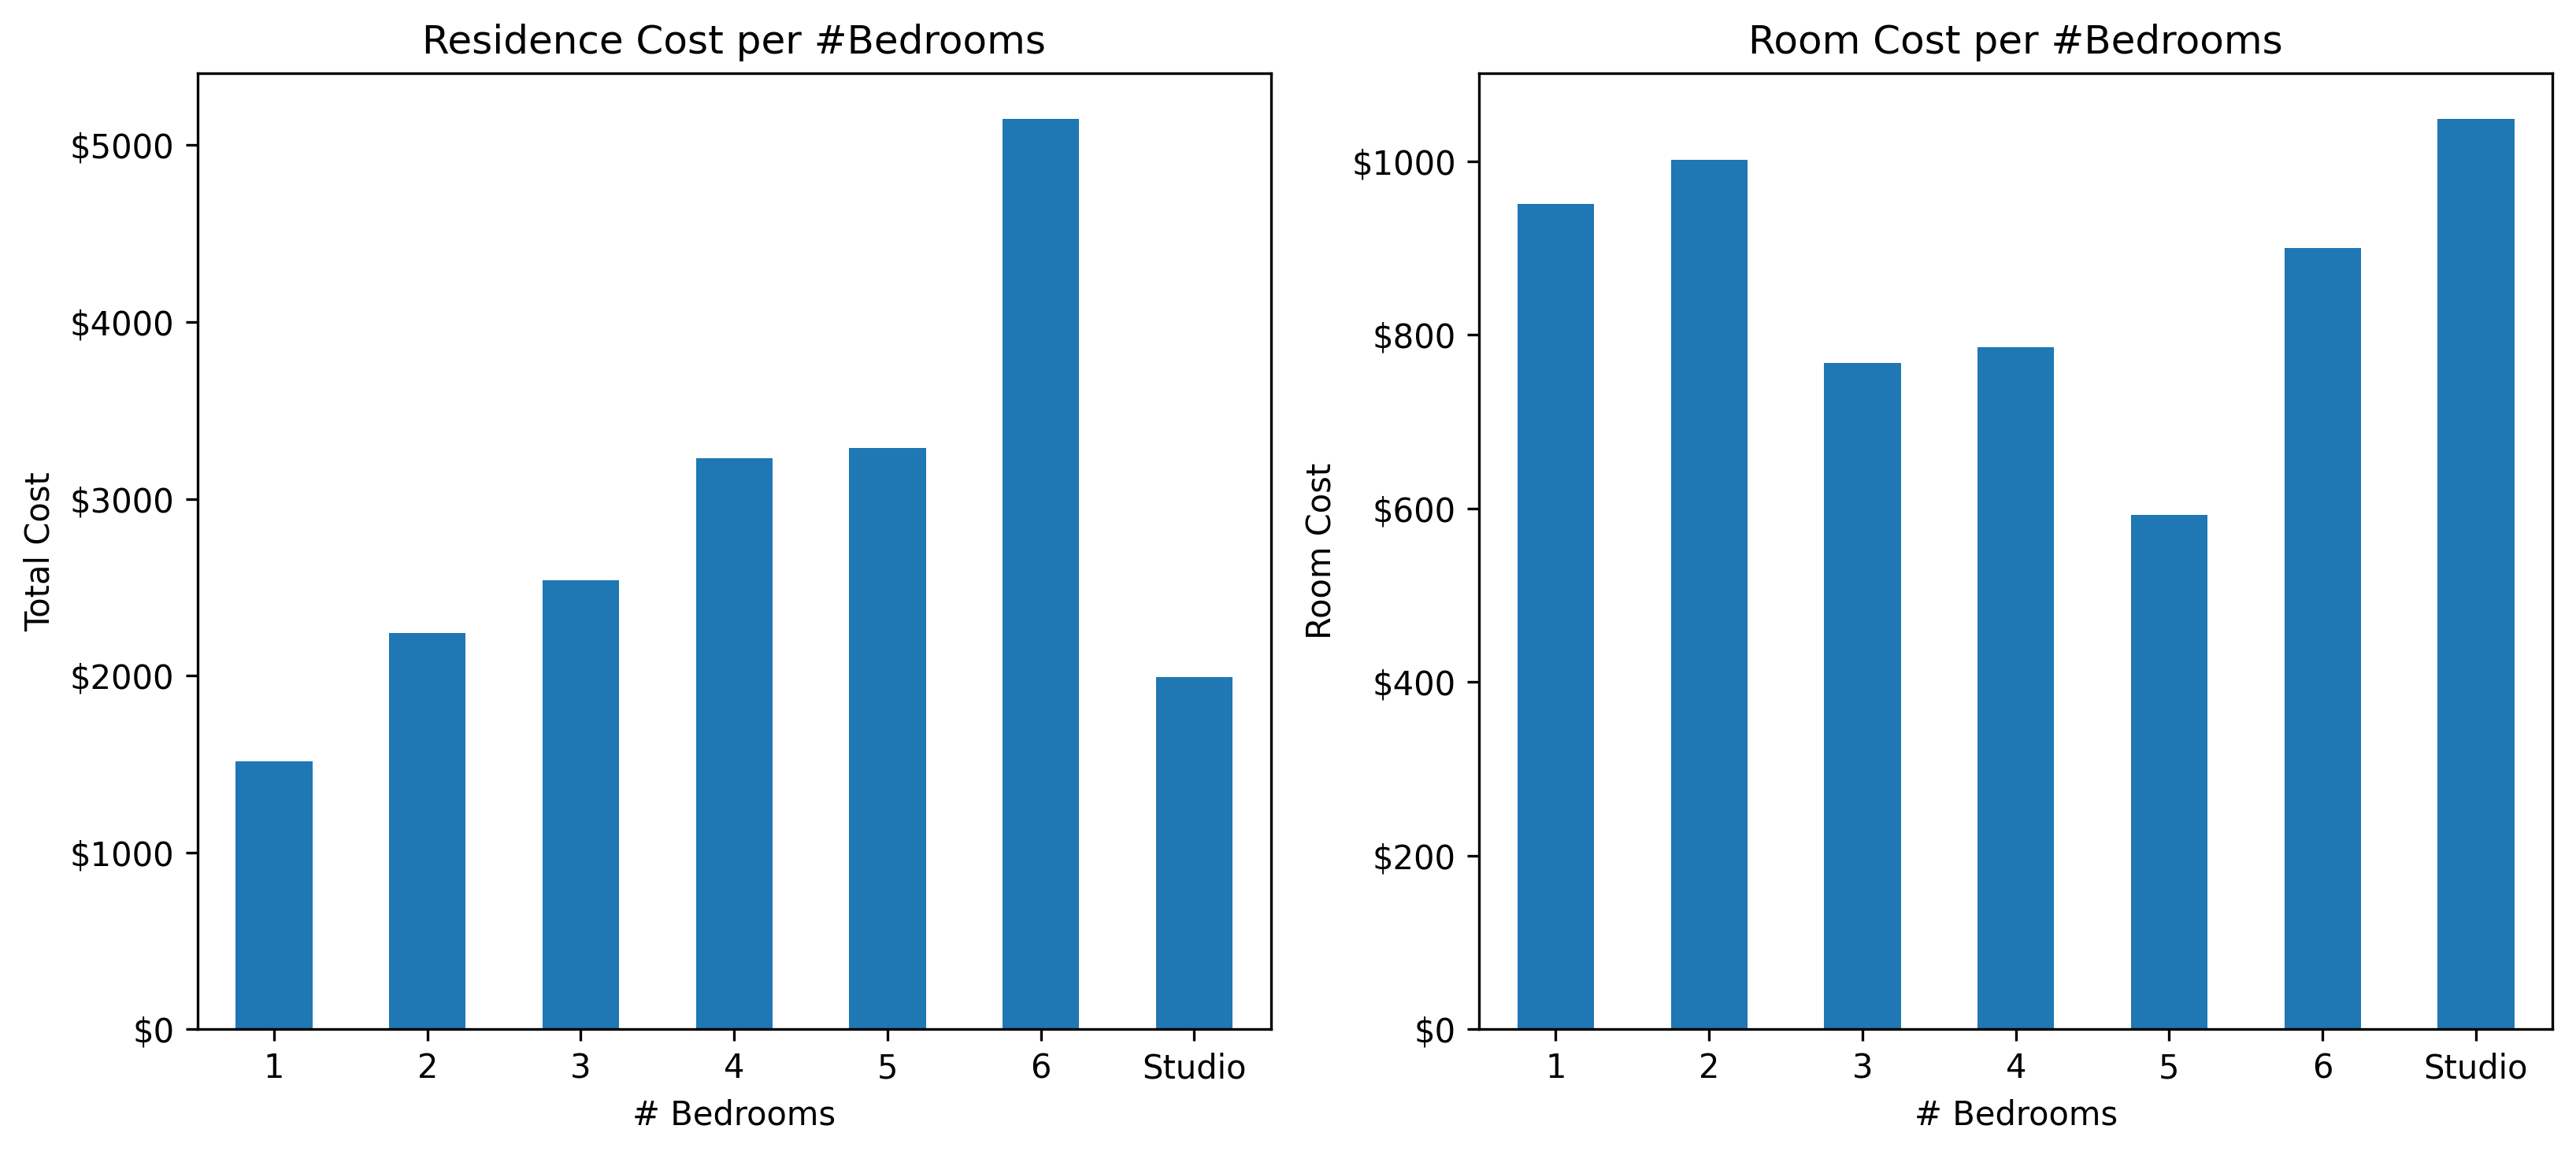 Residence Cost per #Bedrooms
Total Cost
$5000
$4000
$3000
$2000
$1000
$0
1 2 3 4 5 6 Studio
# Bedrooms
Room Cost per #Bedrooms
Room Cost
$1000
$800
$600
$400
$200
$0
1 2 3 4 5 6 Studio
# Bedrooms